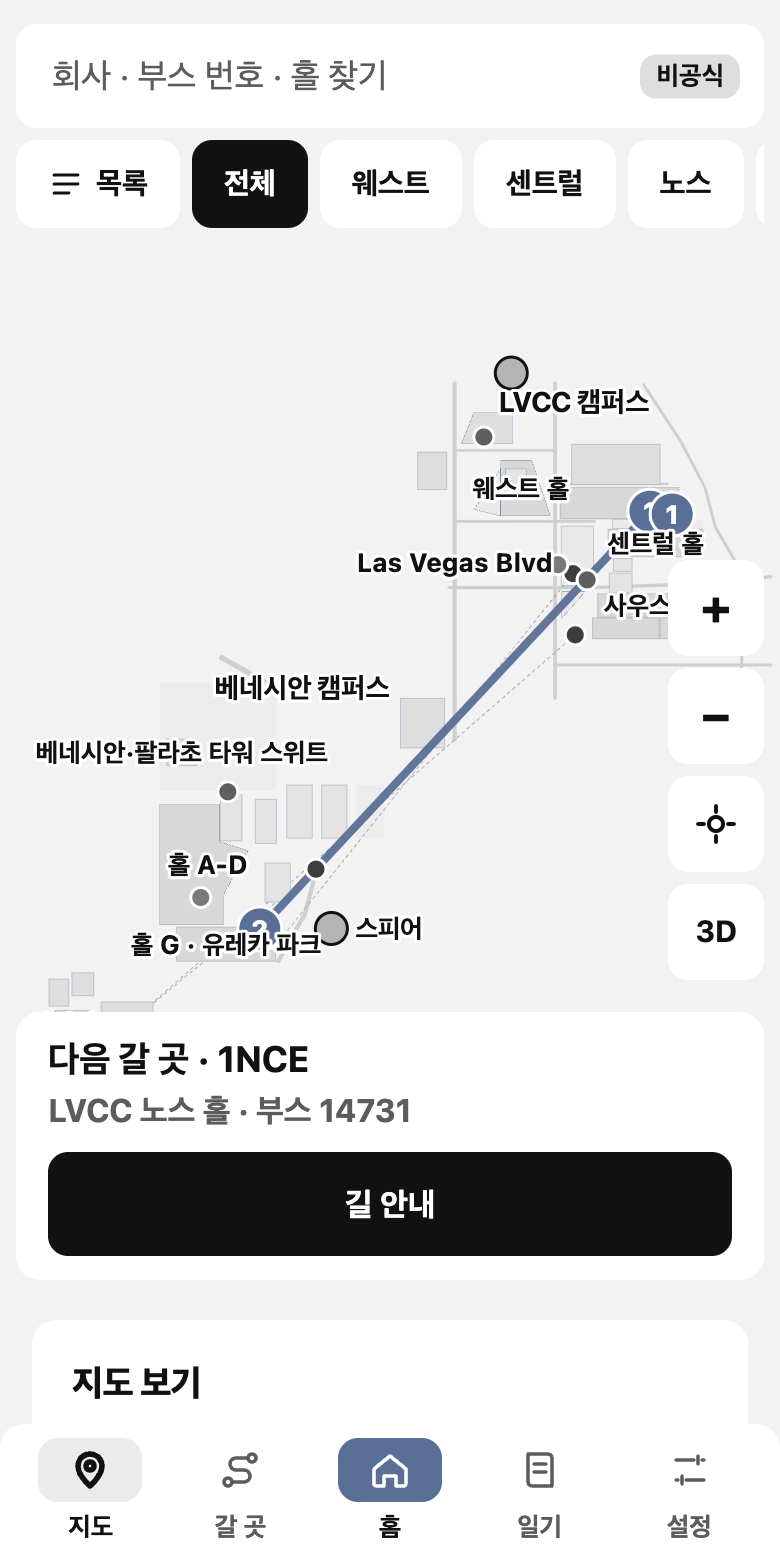 회사 · 부스 번호 · 홀 찾기
비공식
목록
전체
웨스트
센트럴
노스
LVCC 캠퍼스
웨스트 홀
1
센트럴 홀
Las Vegas Blvd
사우스
베네시안 캠퍼스
베네시안·팔라초 타워 스위트
홀 A-D
홀 G · 유레카 파크
스피어
+
−
3D
다음 갈 곳 · 1NCE
LVCC 노스 홀 · 부스 14731
길 안내
지도 보기
지도
갈 곳
홈
일기
설정